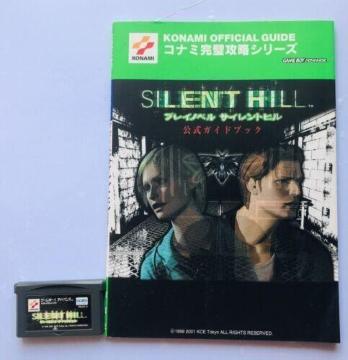 KONAMI
KONAMI OFFICIAL GUIDE
コナミ完璧攻略シリーズ
GAME BOY ADVANCE
SILENT HILL™
プレイノベル サイレントヒル
公式ガイドブック
SILENT HILL
©1999 2001 KCE Tokyo ALL RIGHTS RESERVED.